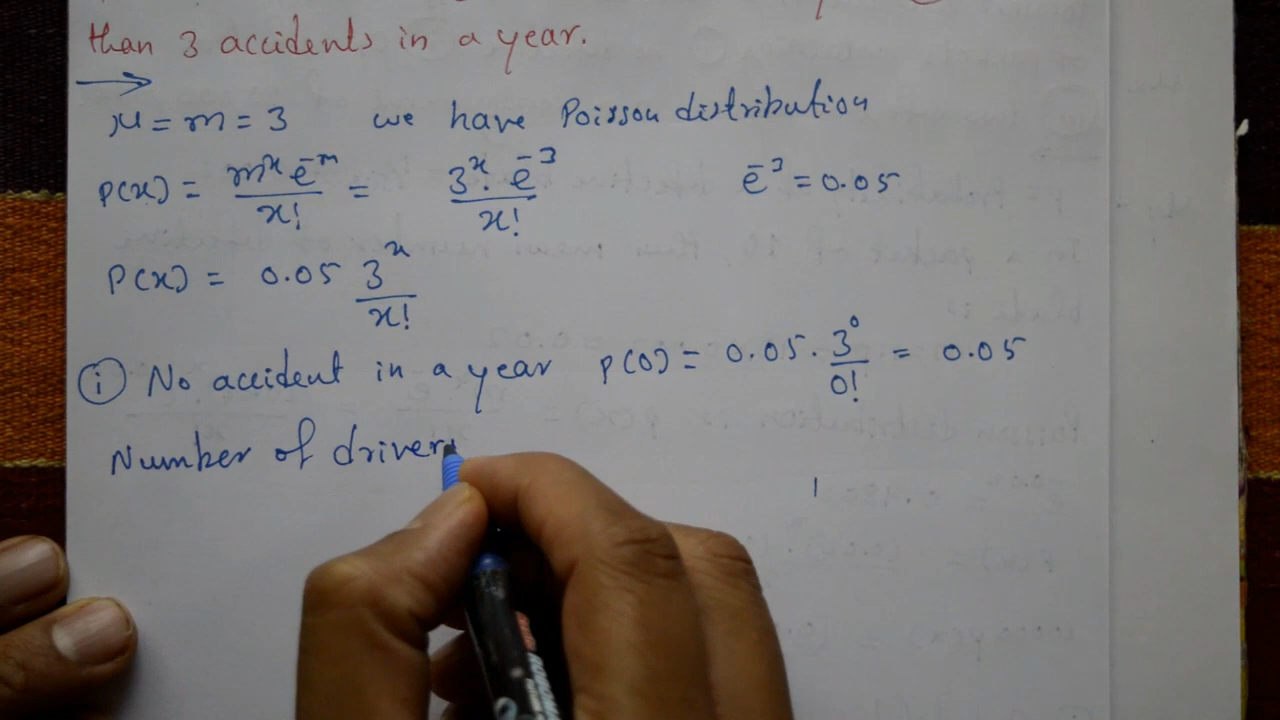 than 3 accidents in a year.
μ = m = 3 we have Poisson distribution
P(x) = m^x e^-m / x! = 3^x . e^-3 / x! e^-3 = 0.05
P(x) = 0.05 3^x / x!
(i) No accident in a year P(0) = 0.05 . 3^0 / 0! = 0.05
Number of driver